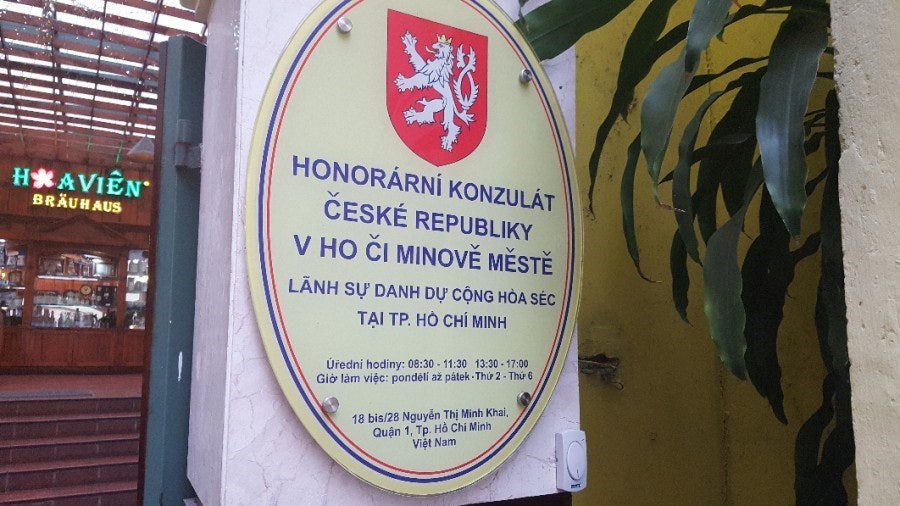 HOAVIÊN
BRÄUHAUS
HONORÁRNÍ KONZULÁT
ČESKÉ REPUBLIKY
V HO ČI MINOVĚ MĚSTĚ
LÃNH SỰ DANH DỰ CỘNG HÒA SÉC
TẠI TP. HỒ CHÍ MINH
Úřední hodiny: 08:30 - 11:30 13:30 - 17:00
Giờ làm việc: pondělí až pátek - Thứ 2 - Thứ 6
18 bis/28 Nguyễn Thị Minh Khai,
Quận 1, Tp. Hồ Chí Minh
Việt Nam